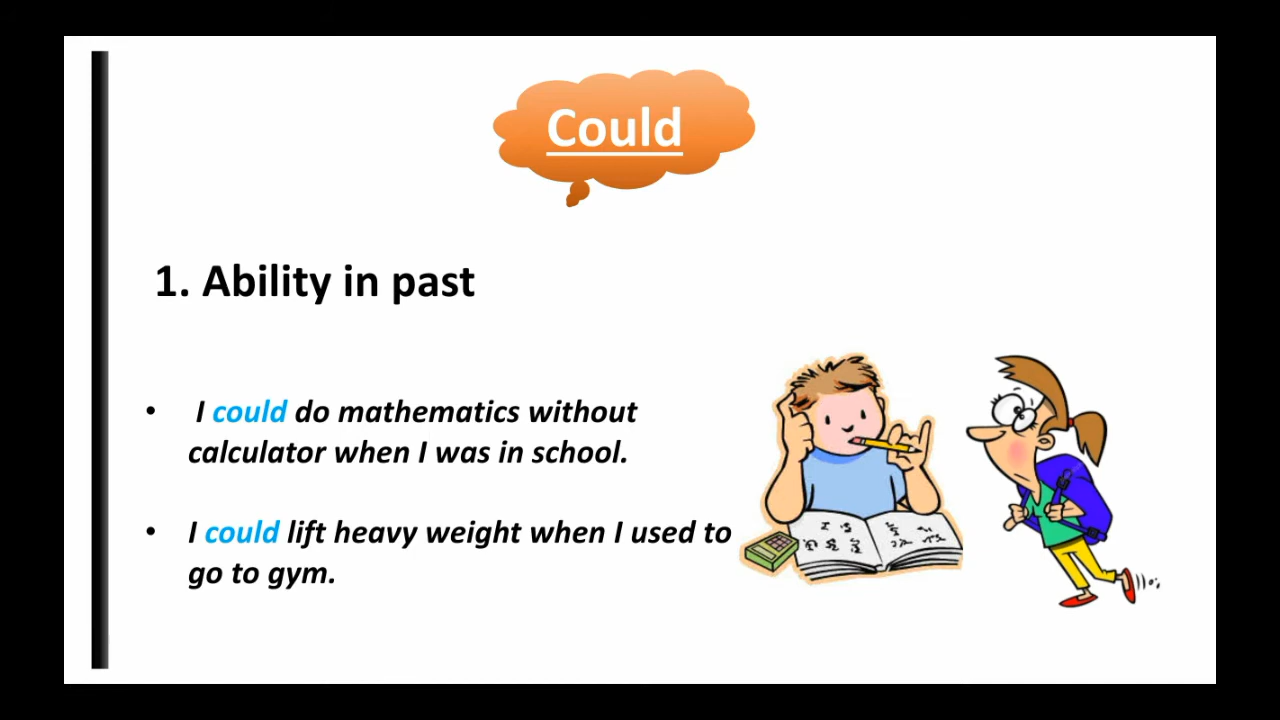 Could
1. Ability in past
• I could do mathematics without
calculator when I was in school.
• I could lift heavy weight when I used to
go to gym.